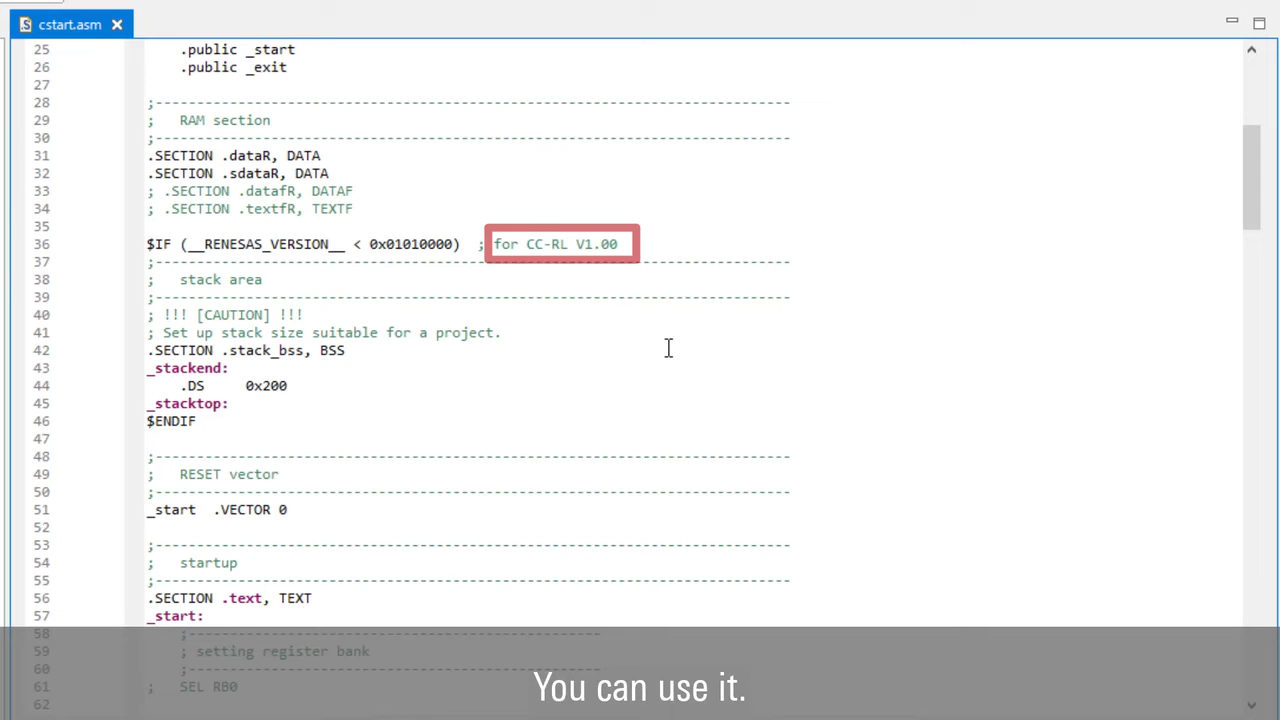 cstart.asm
25 .public _start
26 .public _exit
27
28 ;-----------------------------------------------------------------------------
29 ; RAM section
30 ;-----------------------------------------------------------------------------
31 .SECTION .dataR, DATA
32 .SECTION .sdataR, DATA
33 ; .SECTION .datafR, DATAF
34 ; .SECTION .textfR, TEXTF
35
36 $IF (__RENESAS_VERSION__ < 0x01010000) ; for CC-RL V1.00
37 ;-----------------------------------------------------------------------------
38 ; stack area
39 ;-----------------------------------------------------------------------------
40 ; !!! [CAUTION] !!!
41 ; Set up stack size suitable for a project.
42 .SECTION .stack_bss, BSS
43 _stackend:
44 .DS 0x200
45 _stacktop:
46 $ENDIF
47
48 ;-----------------------------------------------------------------------------
49 ; RESET vector
50 ;-----------------------------------------------------------------------------
51 _start .VECTOR 0
52
53 ;-----------------------------------------------------------------------------
54 ; startup
55 ;-----------------------------------------------------------------------------
56 .SECTION .text, TEXT
57 _start:
58 ;--------------------------------------------------
59 ; setting register bank
60 ;--------------------------------------------------
61 ; SEL RB0
62
You can use it.